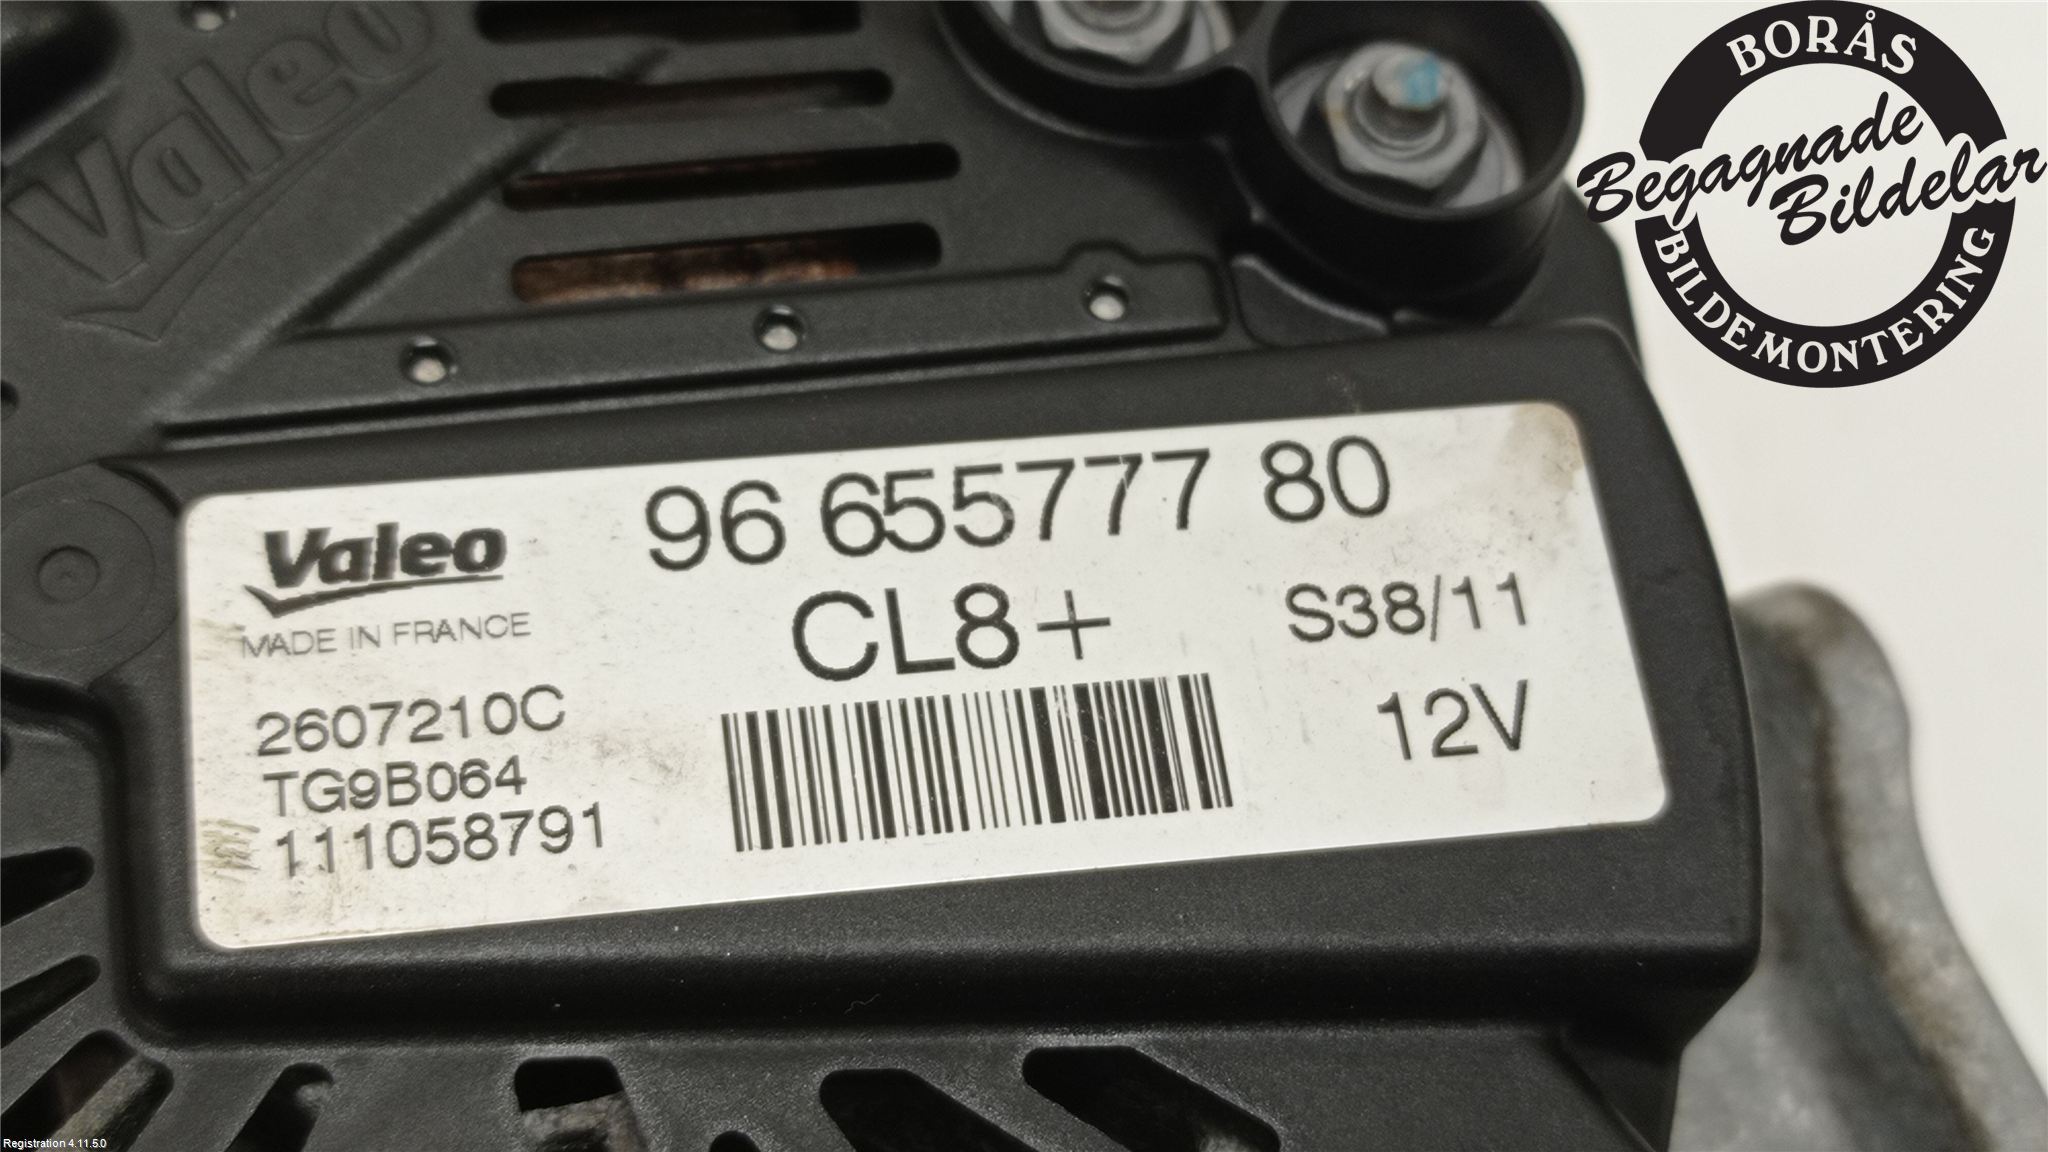 Valeo
BORÅS
Begagnade
Bildelar
BILDEMONTERING
96 655777 80
Valeo
CL8+
S38/11
MADE IN FRANCE
2607210C
12V
TG9B064
111058791
Registration 4.11.5.0